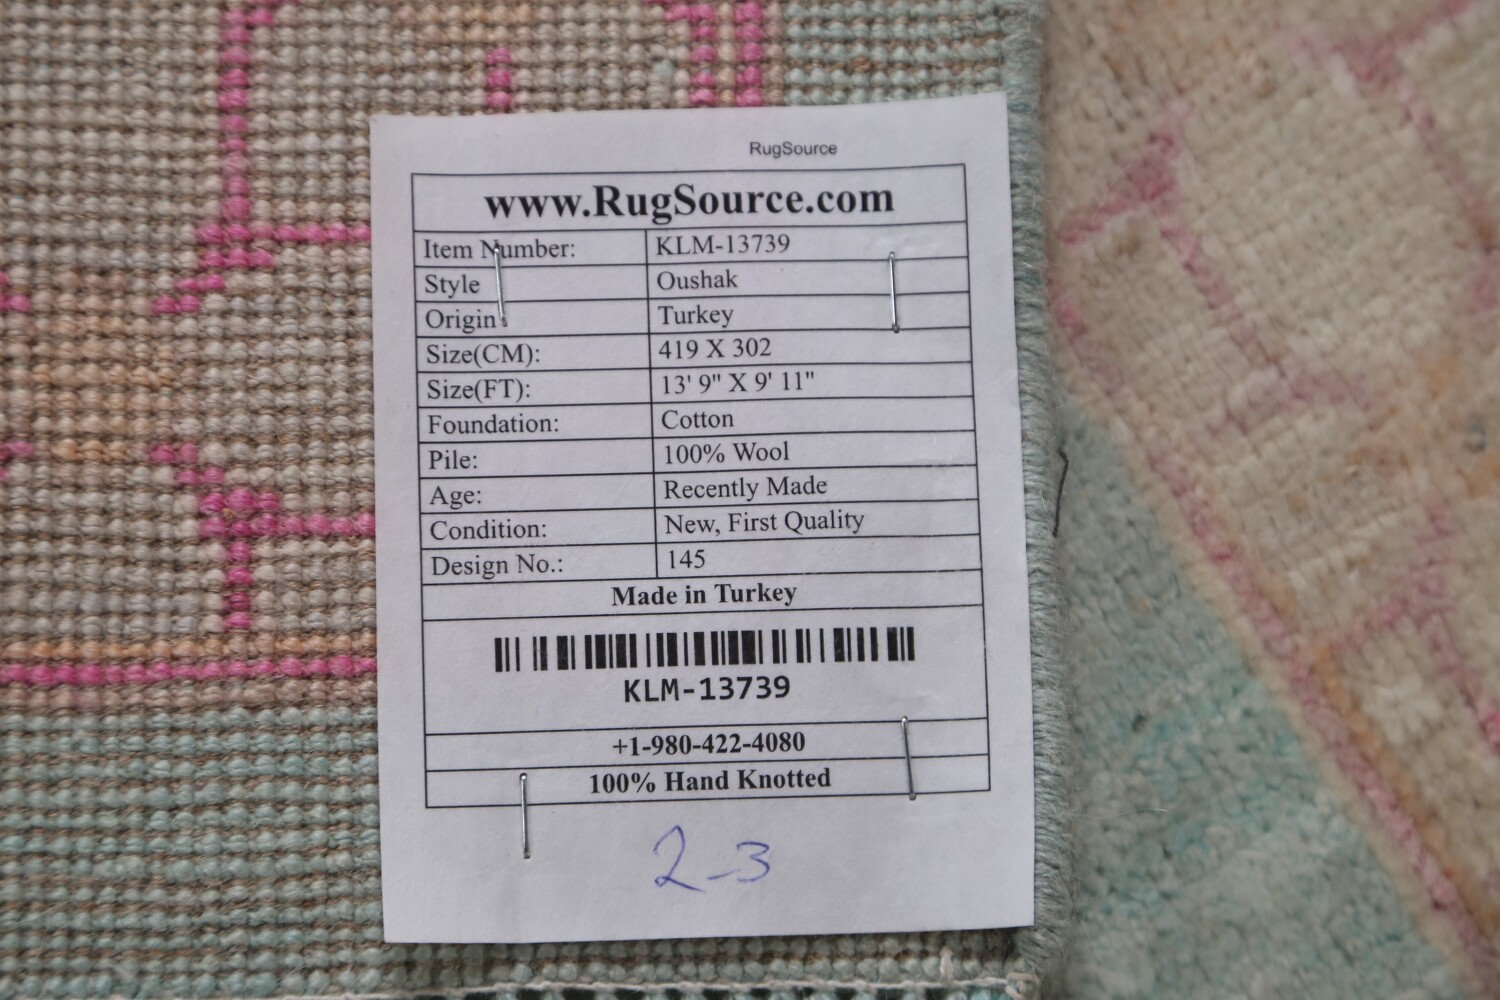 RugSource
www.RugSource.com
Item Number: KLM-13739
Style Oushak
Origin Turkey
Size(CM): 419 X 302
Size(FT): 13' 9" X 9' 11"
Foundation: Cotton
Pile: 100% Wool
Age: Recently Made
Condition: New, First Quality
Design No.: 145
Made in Turkey
KLM-13739
+1-980-422-4080
100% Hand Knotted
2-3